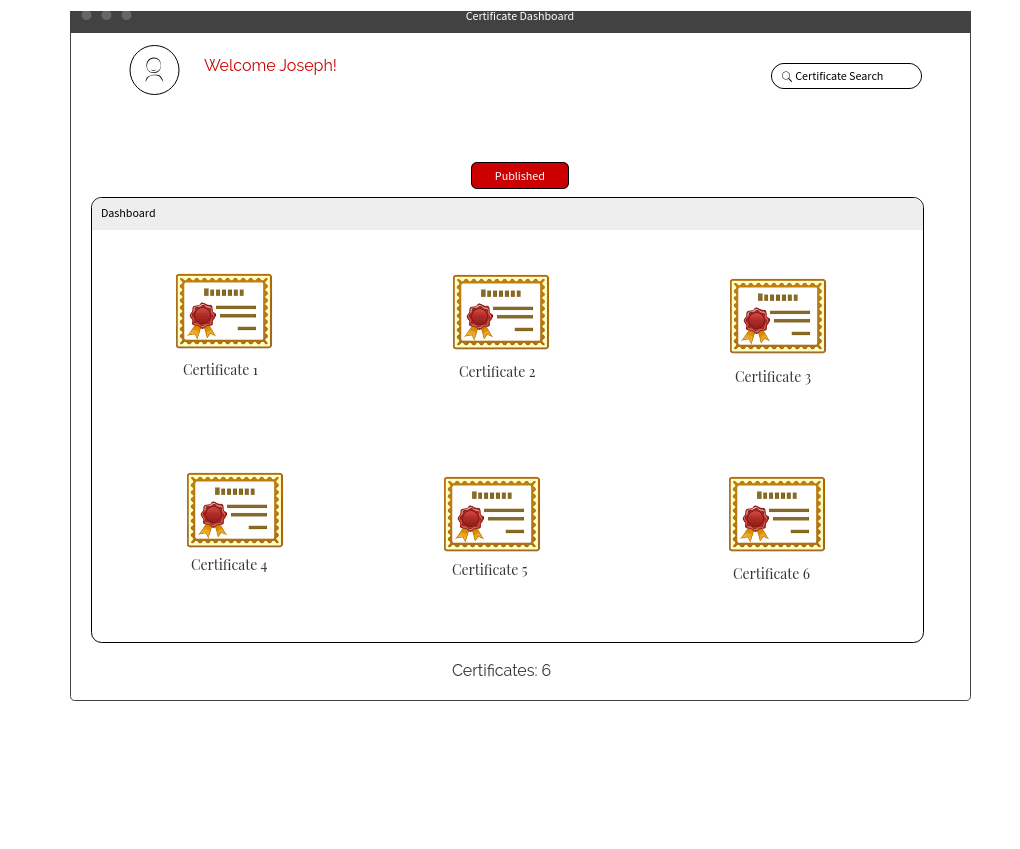 Certificate Dashboard
Welcome Joseph!
Certificate Search
Published
Dashboard
Certificate 1
Certificate 2
Certificate 3
Certificate 4
Certificate 5
Certificate 6
Certificates: 6